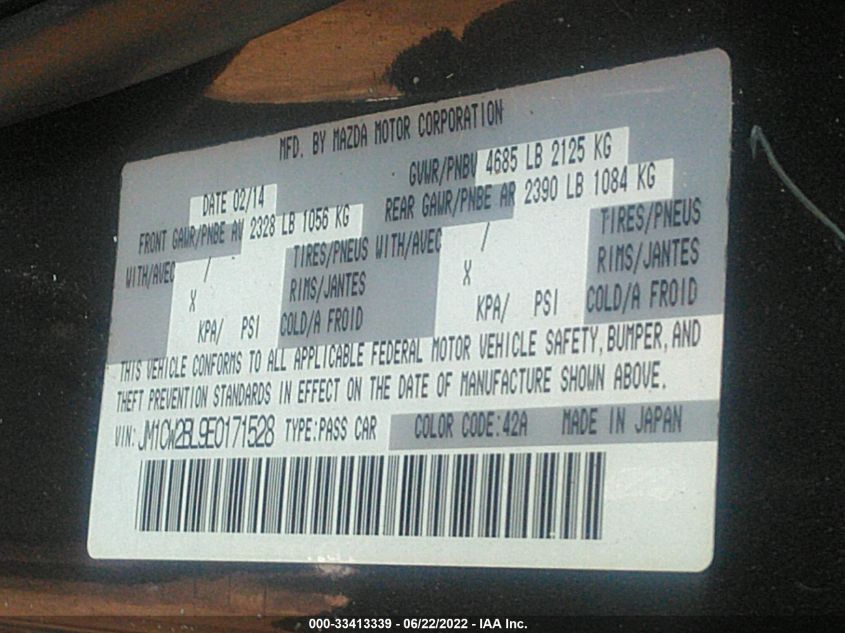 MFD. BY MAZDA MOTOR CORPORATION
DATE 02/14 GVWR/PNBV 4685 LB 2125 KG
FRONT GAWR/PNBE AV 2328 LB 1056 KG REAR GAWR/PNBE AR 2390 LB 1084 KG
WITH/AVEC / TIRES/PNEUS WITH/AVEC / TIRES/PNEUS
X RIMS/JANTES X RIMS/JANTES
KPA/ PSI COLD/A FROID KPA/ PSI COLD/A FROID
THIS VEHICLE CONFORMS TO ALL APPLICABLE FEDERAL MOTOR VEHICLE SAFETY, BUMPER, AND
THEFT PREVENTION STANDARDS IN EFFECT ON THE DATE OF MANUFACTURE SHOWN ABOVE.
VIN: JM1CW2BL9E0171528 TYPE:PASS CAR COLOR CODE:42A MADE IN JAPAN
000-33413339 - 06/22/2022 - IAA Inc.